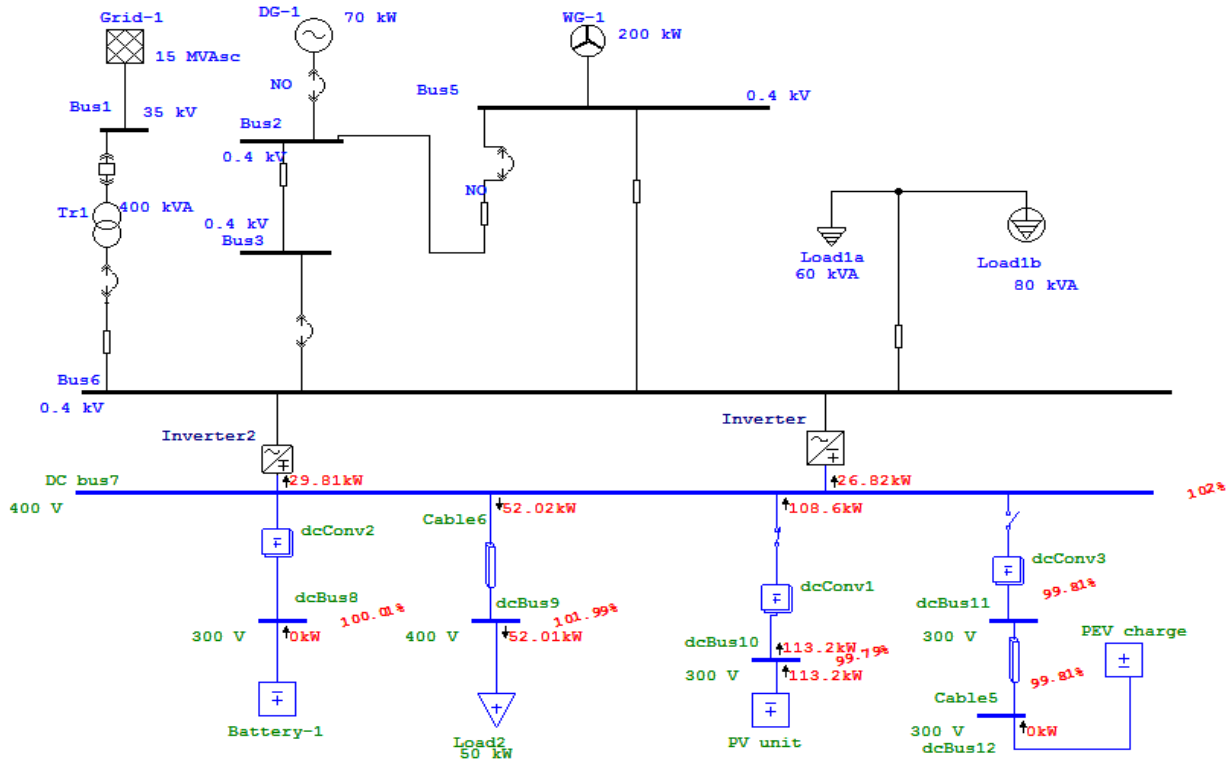 Grid-1
15 MVAsc
DG-1
70 kW
WG-1
200 kW
NO
Bus1
35 kV
Bus2
0.4 kV
Bus5
0.4 kV
Tr1
400 kVA
NO
0.4 kV
Bus3
Load1a
60 kVA
Load1b
80 kVA
Bus6
0.4 kV
Inverter2
Inverter
DC bus7
29.81kW
26.82kW
102%
400 V
Cable6
52.02kW
108.6kW
dcConv2
dcConv3
dcConv1
99.81%
dcBus8
100.01%
dcBus9
101.99%
dcBus11
300 V
0kW
400 V
52.01kW
dcBus10
113.2kW
99.79%
300 V
113.2kW
300 V
PEV charge
99.81%
Cable5
Battery-1
Load2
50 kW
PV unit
300 V
0kW
dcBus12